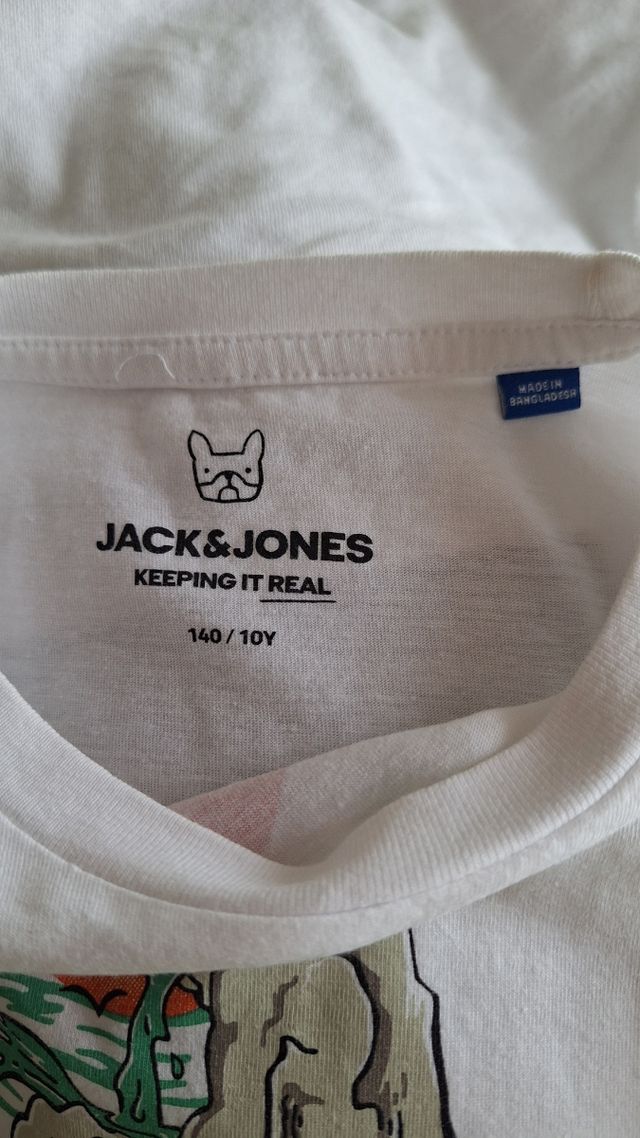 MADE IN
BANGLADESH
JACK&JONES
KEEPING IT REAL
140 / 10Y